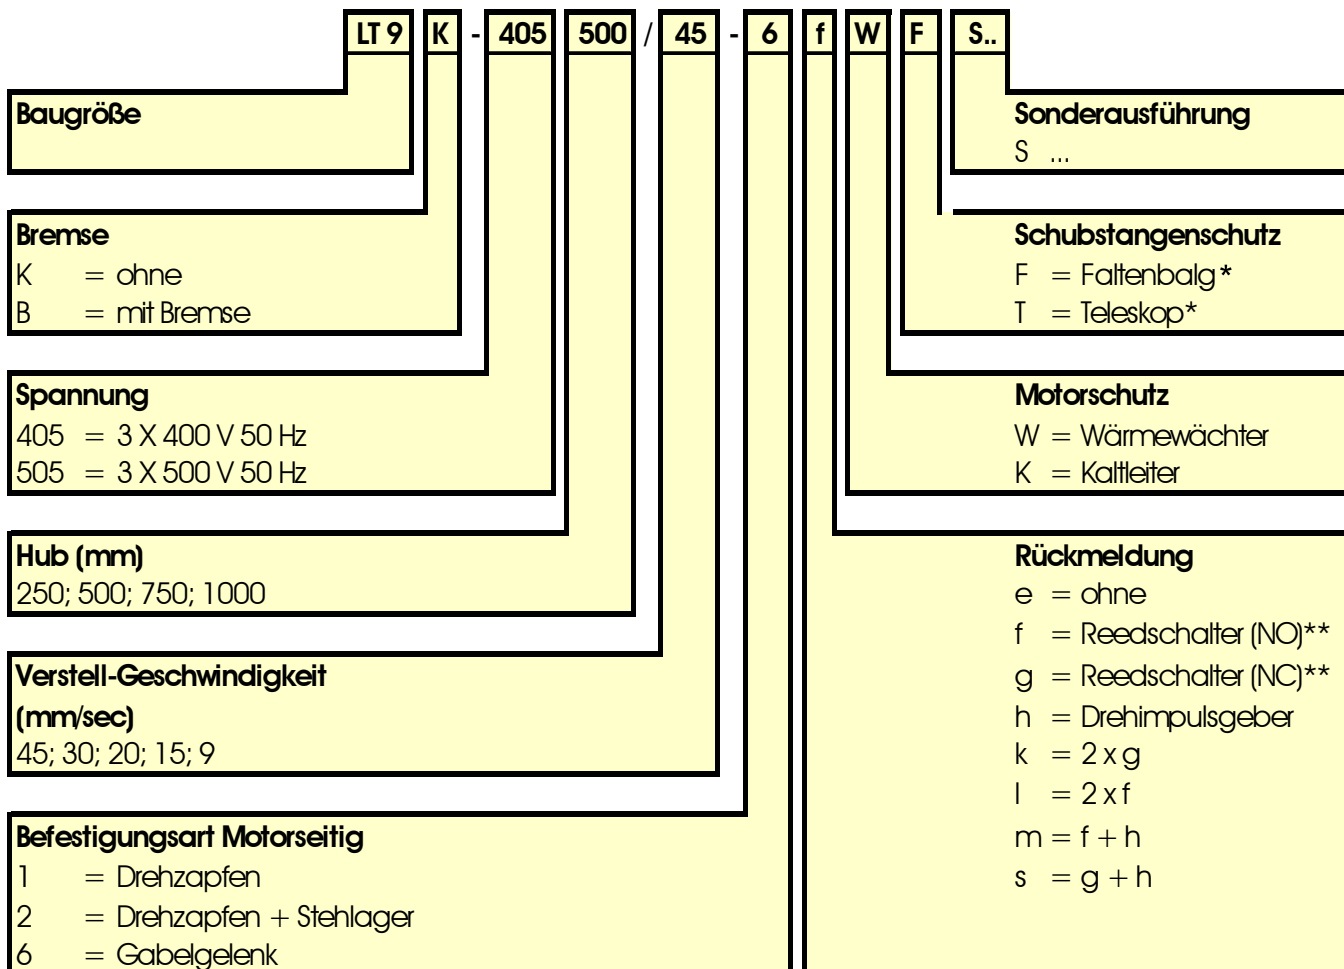 LT 9 K - 405 500 / 45 - 6 f W F S..
Baugröße
Bremse
K = ohne
B = mit Bremse
Spannung
405 = 3 X 400 V 50 Hz
505 = 3 X 500 V 50 Hz
Hub (mm)
250; 500; 750; 1000
Verstell-Geschwindigkeit
(mm/sec)
45; 30; 20; 15; 9
Befestigungsart Motorseitig
1 = Drehzapfen
2 = Drehzapfen + Stehlager
6 = Gabelgelenk
Sonderausführung
S ...
Schubstangenschutz
F = Faltenbalg*
T = Teleskop*
Motorschutz
W = Wärmewächter
K = Kaltleiter
Rückmeldung
e = ohne
f = Reedschalter (NO)**
g = Reedschalter (NC)**
h = Drehimpulsgeber
k = 2 x g
l = 2 x f
m = f + h
s = g + h